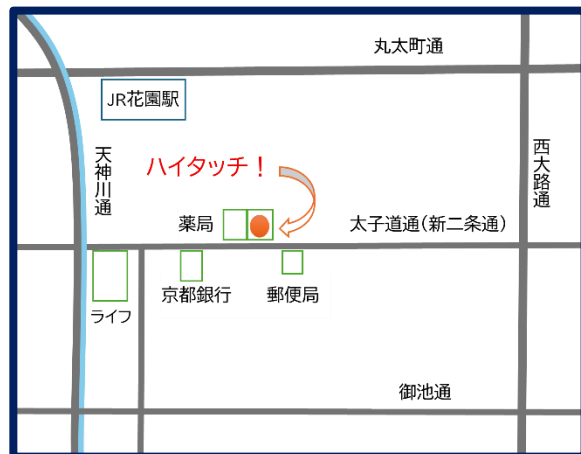 丸太町通
JR花園駅
天神川通
西大路通
ハイタッチ！
薬局
太子道通(新二条通)
京都銀行
郵便局
ライフ
御池通